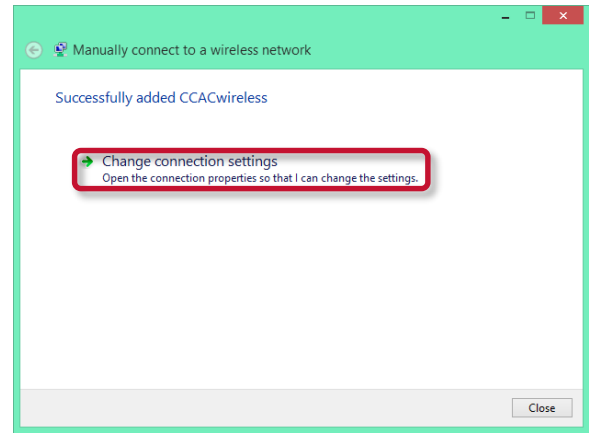 Manually connect to a wireless network
Successfully added CCACwireless
Change connection settings
Open the connection properties so that I can change the settings.
Close